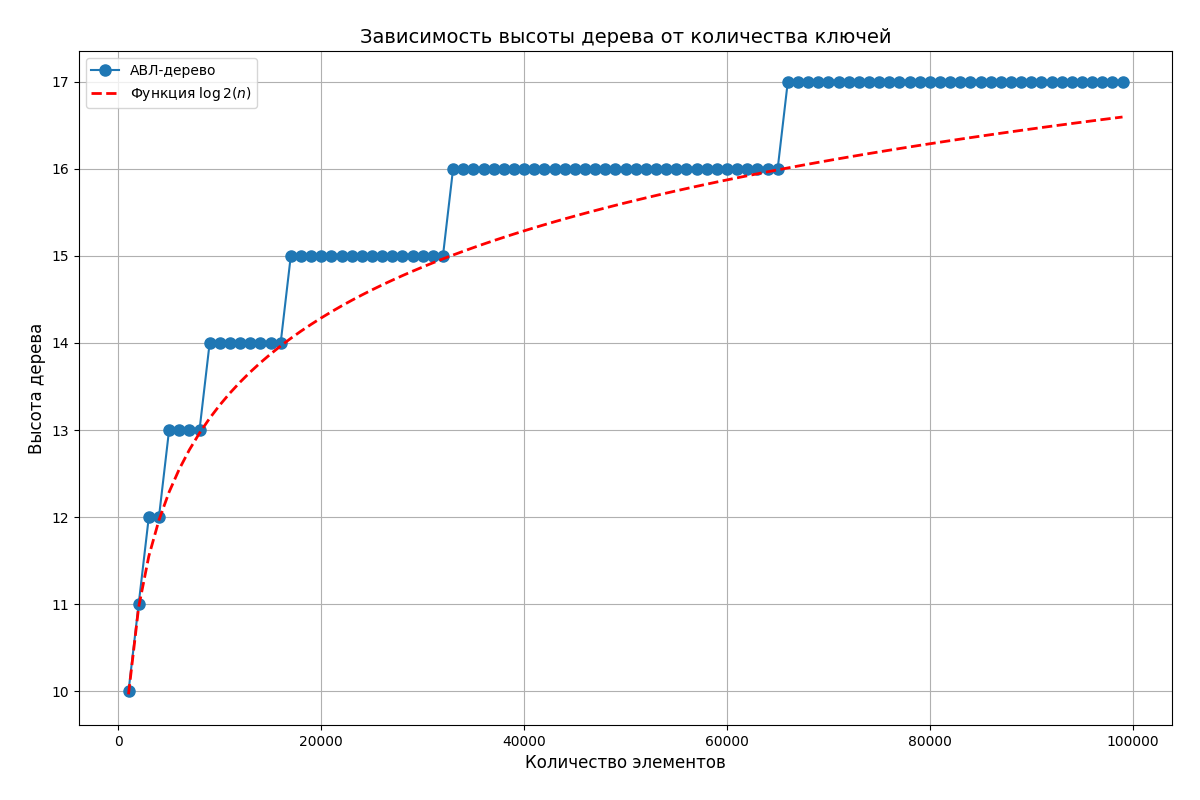 Зависимость высоты дерева от количества ключей
АВЛ-дерево
Функция log 2(n)
17
16
15
14
13
12
11
10
Высота дерева
0
20000
40000
60000
80000
100000
Количество элементов